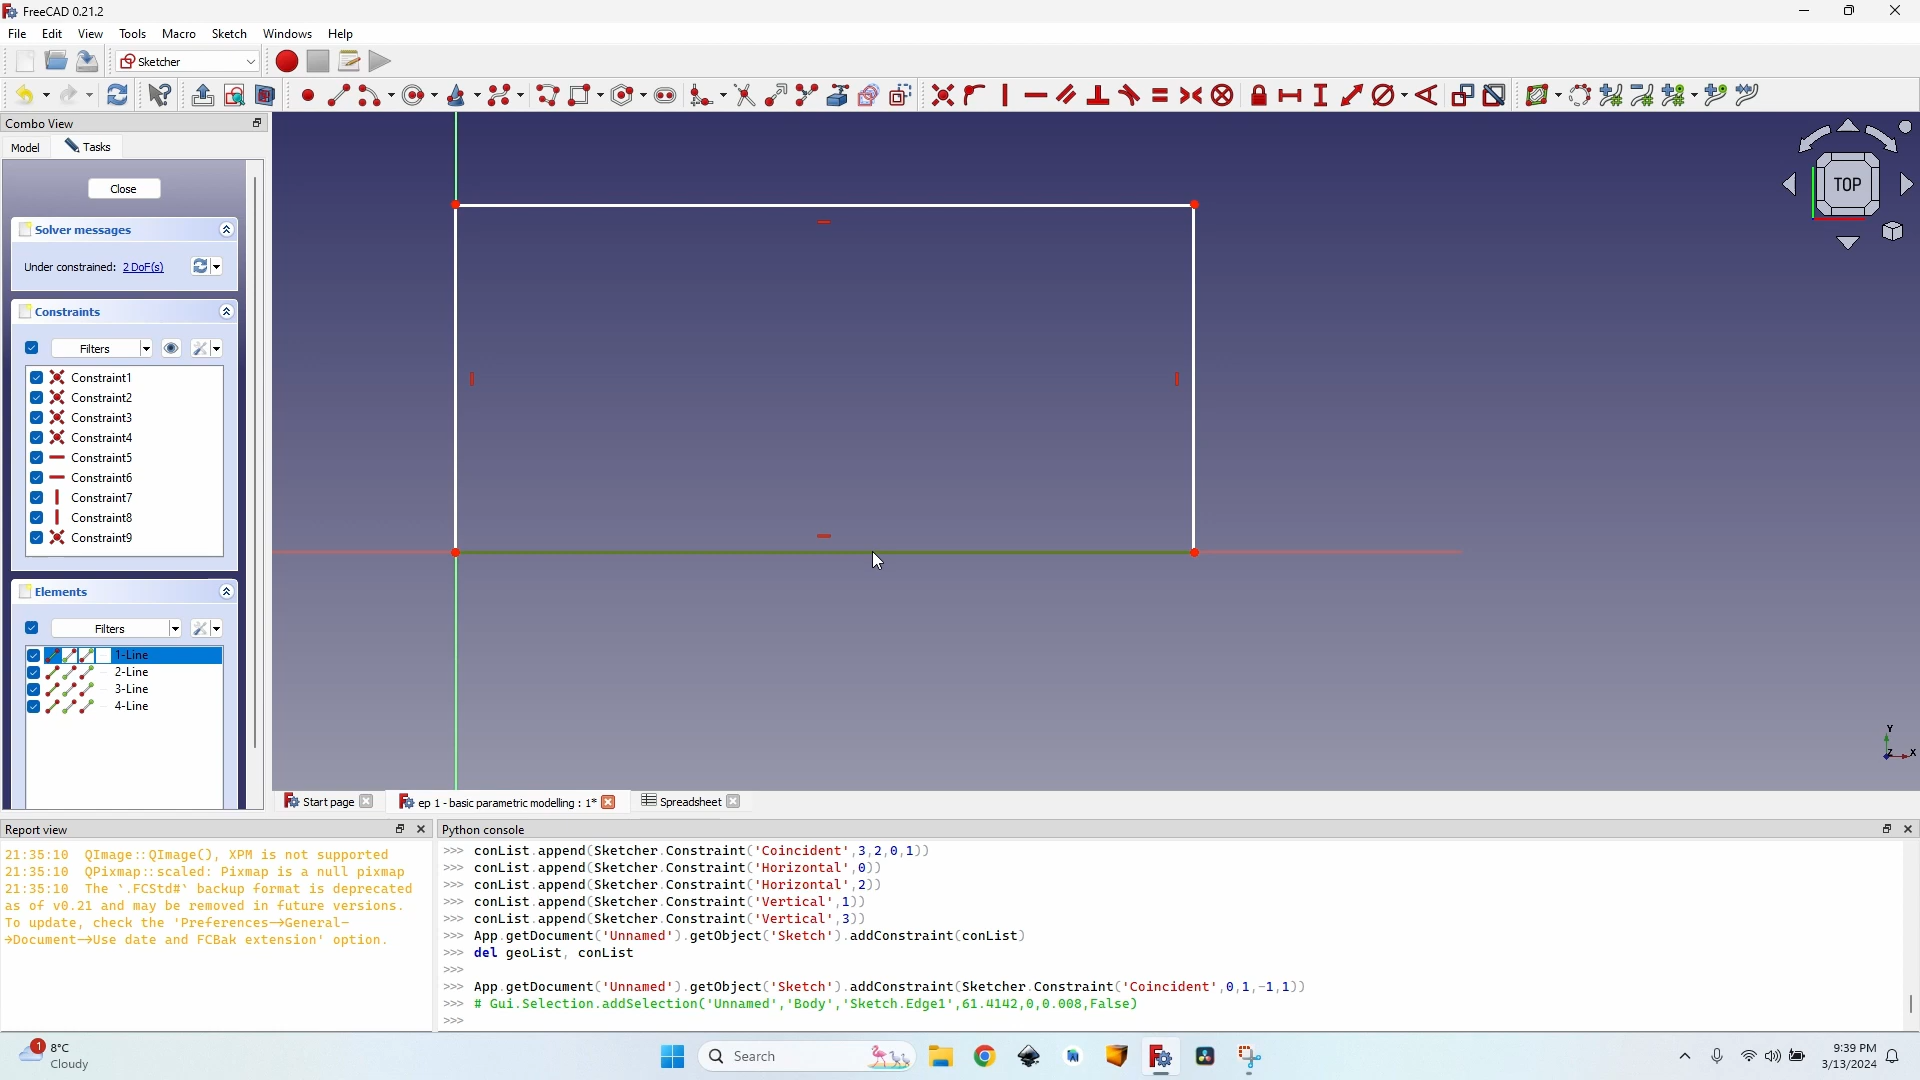 FreeCAD 0.21.2
File Edit View Tools Macro Sketch Windows Help
Sketcher
Combo View
Model Tasks
Close
Solver messages
Under constrained: 2 DoF(s)
Constraints
Filters
Constraint1
Constraint2
Constraint3
Constraint4
Constraint5
Constraint6
Constraint7
Constraint8
Constraint9
Elements
Filters
1-Line
2-Line
3-Line
4-Line
TOP
Y
Z X
Start page ep 1 - basic parametric modelling : 1* Spreadsheet
Report view
21:35:10 QImage::QImage(), XPM is not supported
21:35:10 QPixmap::scaled: Pixmap is a null pixmap
21:35:10 The `.FCStd#` backup format is deprecated
as of v0.21 and may be removed in future versions.
To update, check the 'Preferences→General-
→Document→Use date and FCBak extension' option.
Python console
>>> conList.append(Sketcher.Constraint('Coincident',3,2,0,1))
>>> conList.append(Sketcher.Constraint('Horizontal',0))
>>> conList.append(Sketcher.Constraint('Horizontal',2))
>>> conList.append(Sketcher.Constraint('Vertical',1))
>>> conList.append(Sketcher.Constraint('Vertical',3))
>>> App.getDocument('Unnamed').getObject('Sketch').addConstraint(conList)
>>> del geoList, conList
>>>
>>> App.getDocument('Unnamed').getObject('Sketch').addConstraint(Sketcher.Constraint('Coincident',0,1,-1,1))
>>> # Gui.Selection.addSelection('Unnamed','Body','Sketch.Edge1',61.4142,0,0.008,False)
>>>
1
8°C
Cloudy
Search
9:39 PM
3/13/2024